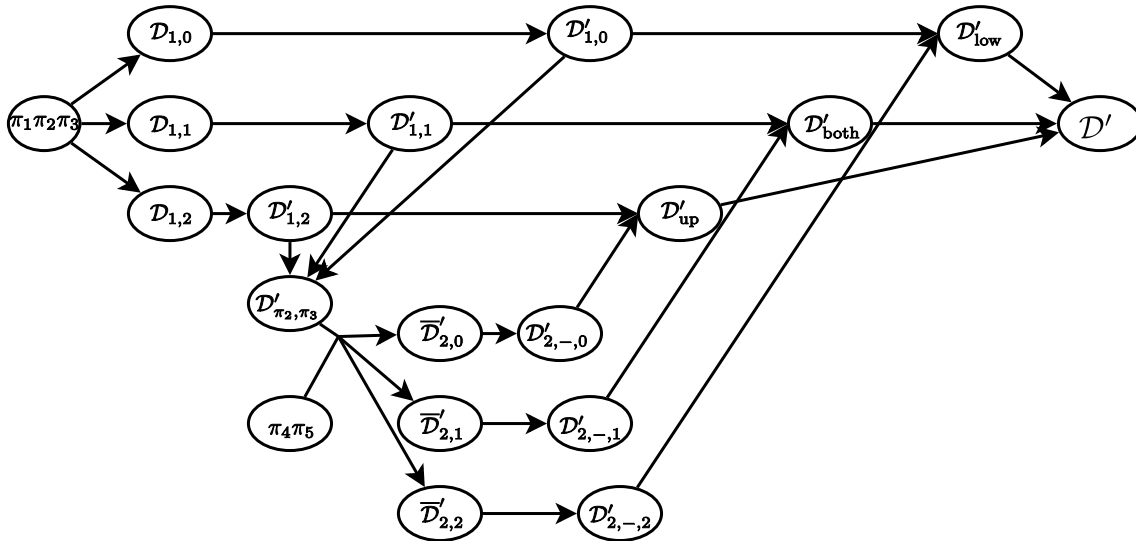 𝒟₁,₀ 𝒟′₁,₀ 𝒟′low
π₁π₂π₃ 𝒟₁,₁ 𝒟′₁,₁ 𝒟′both 𝒟′
𝒟₁,₂ 𝒟′₁,₂ 𝒟′up
𝒟′π₂,π₃
𝒟̅′₂,₀ 𝒟′₂,₋,₀
π₄π₅ 𝒟̅′₂,₁ 𝒟′₂,₋,₁
𝒟̅′₂,₂ 𝒟′₂,₋,₂